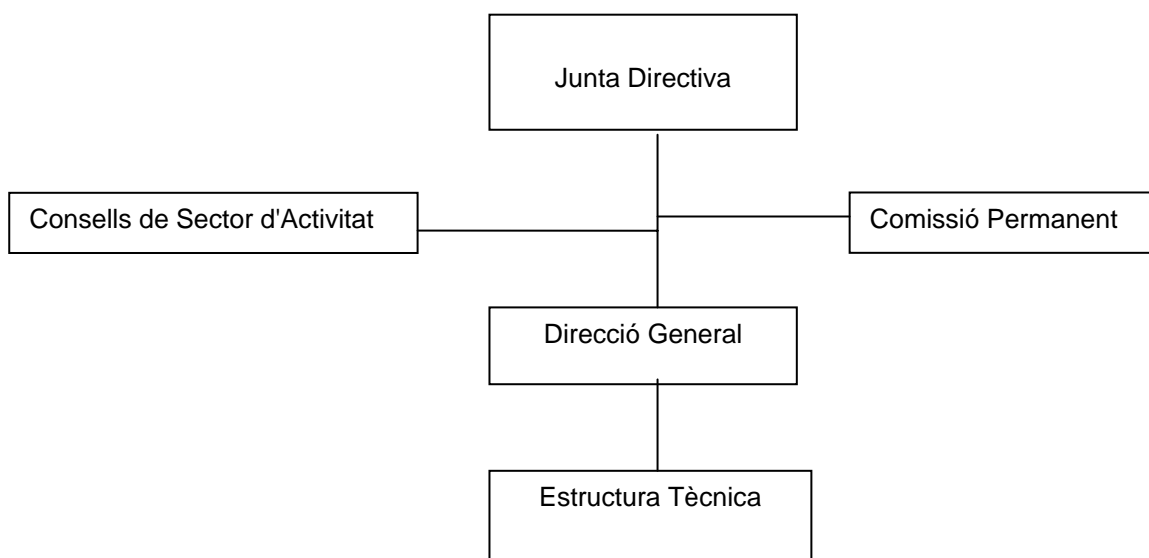 Junta Directiva
Consells de Sector d'Activitat
Comissió Permanent
Direcció General
Estructura Tècnica